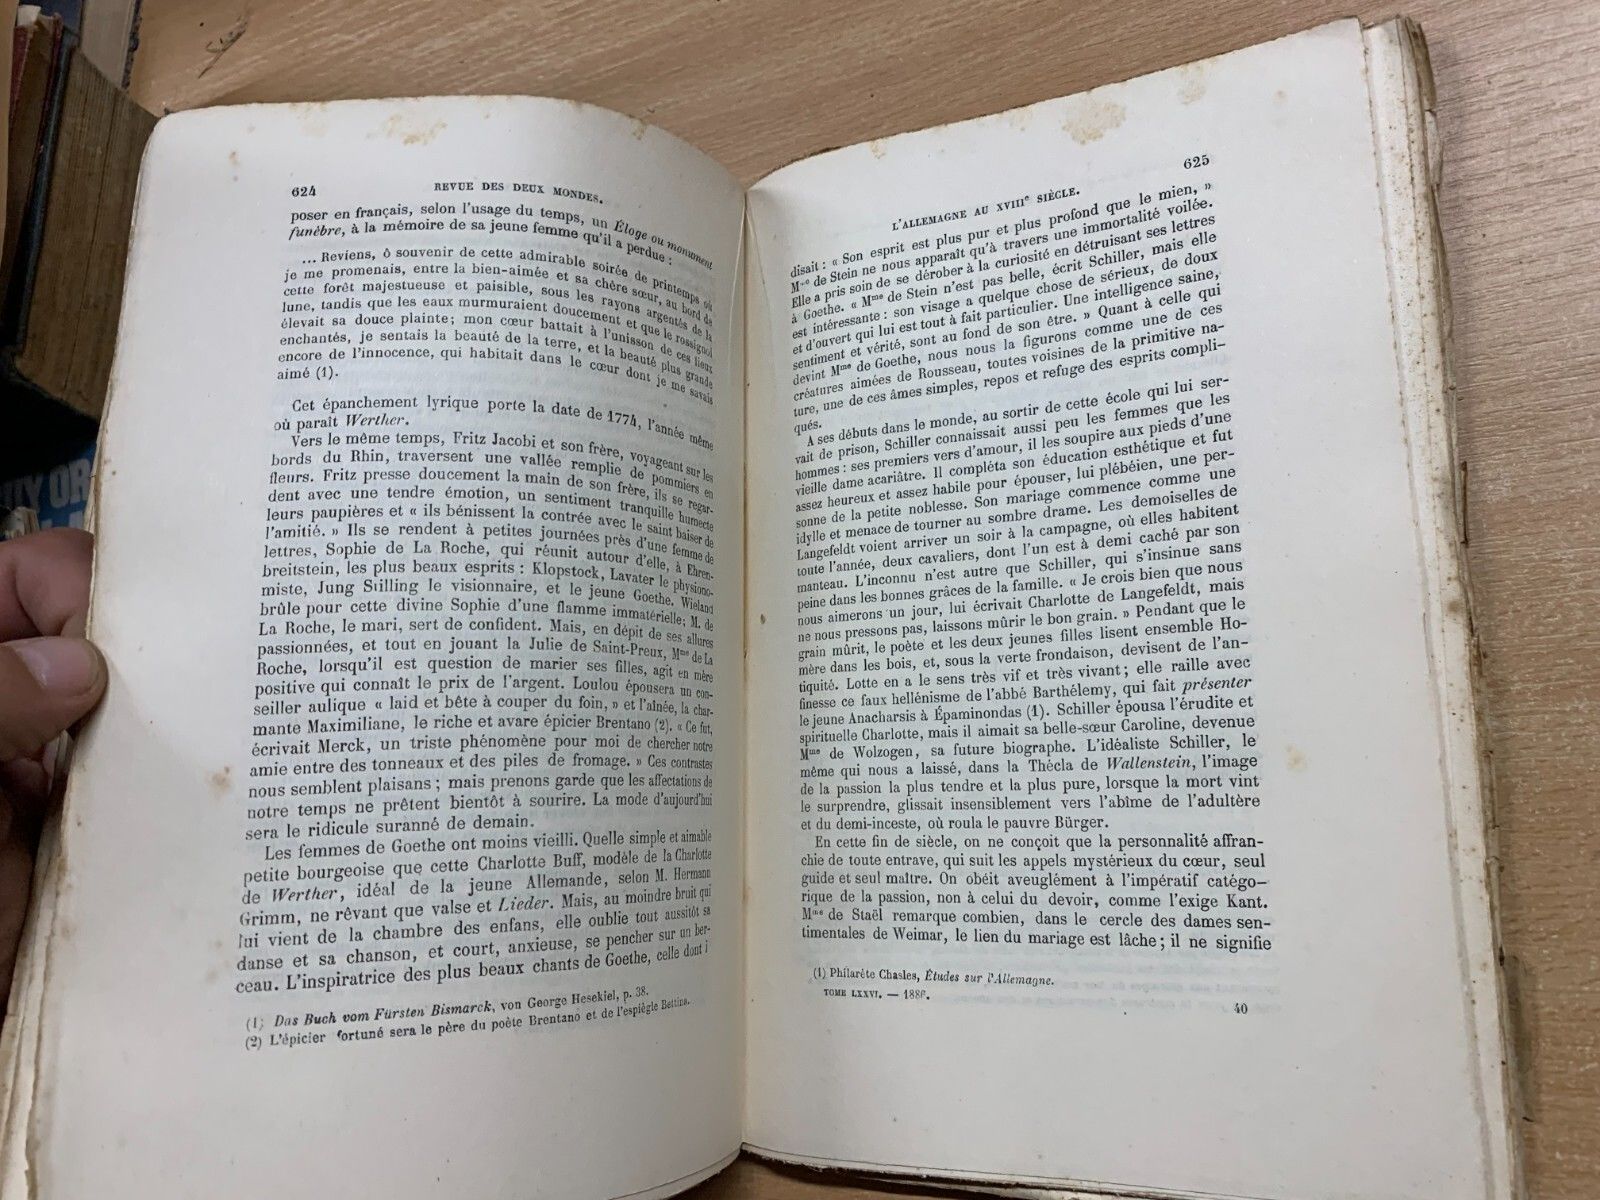 624 REVUE DES DEUX MONDES.
poser en français, selon l'usage du temps, un Éloge ou monument
funèbre, à la mémoire de sa jeune femme qu'il a perdue :
... Reviens, ô souvenir de cette admirable soirée de printemps où
je me promenais, entre la bien-aimée et sa chère sœur, au bord de
cette forêt majestueuse et paisible, sous les rayons argentés de la
lune, tandis que les eaux murmuraient doucement et que le rossignol
élevait sa douce plainte; mon cœur battait à l'unisson de ces lieux
enchantés, je sentais la beauté de la terre, et la beauté plus grande
encore de l'innocence, qui habitait dans le cœur dont je me savais
aimé (1).
Cet épanchement lyrique porte la date de 1774, l'année même
où paraît Werther.
Vers le même temps, Fritz Jacobi et son frère, voyageant sur les
bords du Rhin, traversent une vallée remplie de pommiers en
fleurs. Fritz presse doucement la main de son frère, ils se regar-
dent avec une tendre émotion, un sentiment tranquille humecte
leurs paupières et « ils bénissent la contrée avec le saint baiser de
l'amitié. » Ils se rendent à petites journées près d'une femme de
lettres, Sophie de La Roche, qui réunit autour d'elle, à Ehren-
breitstein, les plus beaux esprits : Klopstock, Lavater le physiono-
miste, Jung Stilling le visionnaire, et le jeune Goethe. Wieland
brûle pour cette divine Sophie d'une flamme immatérielle; M. de
La Roche, le mari, sert de confident. Mais, en dépit de ses allures
passionnées, et tout en jouant la Julie de Saint-Preux, Mme de La
Roche, lorsqu'il est question de marier ses filles, agit en mère
positive qui connaît le prix de l'argent. Loulou épousera un con-
seiller aulique « laid et bête à couper du foin, » et l'aînée, la char-
mante Maximiliane, le riche et avare épicier Brentano (2). « Ce fut,
écrivait Merck, un triste phénomène pour moi de chercher notre
amie entre des tonneaux et des piles de fromage. » Ces contrastes
nous semblent plaisans; mais prenons garde que les affectations de
notre temps ne prêtent bientôt à sourire. La mode d'aujourd'hui
sera le ridicule suranné de demain.
Les femmes de Goethe ont moins vieilli. Quelle simple et aimable
petite bourgeoise que cette Charlotte Buff, modèle de la Charlotte
de Werther, idéal de la jeune Allemande, selon M. Hermann
Grimm, ne rêvant que valse et Lieder. Mais, au moindre bruit qui
lui vient de la chambre des enfans, elle oublie tout aussitôt sa
danse et sa chanson, et court, anxieuse, se pencher sur un ber-
ceau. L'inspiratrice des plus beaux chants de Goethe, celle dont i
(1) Das Buch vom Fürsten Bismarck, von George Hesekiel, p. 38.
(2) L'épicier fortuné sera le père du poète Brentano et de l'espiègle Bettina.
L'ALLEMAGNE AU XVIIIe SIÈCLE. 625
disait : « Son esprit est plus pur et plus profond que le mien, »
Mme de Stein ne nous apparaît qu'à travers une immortalité voilée.
Elle a pris soin de se dérober à la curiosité en détruisant ses lettres
à Goethe. « Mme de Stein n'est pas belle, écrit Schiller, mais elle
est intéressante : son visage a quelque chose de sérieux, de doux
et d'ouvert qui lui est tout à fait particulier. Une intelligence saine,
sentiment et vérité, sont au fond de son être. » Quant à celle qui
devint Mme de Goethe, nous nous la figurons comme une de ces
créatures aimées de Rousseau, toutes voisines de la primitive na-
ture, une de ces âmes simples, repos et refuge des esprits compli-
qués.
A ses débuts dans le monde, au sortir de cette école qui lui ser-
vait de prison, Schiller connaissait aussi peu les femmes que les
hommes : ses premiers vers d'amour, il les soupire aux pieds d'une
vieille dame acariâtre. Il compléta son éducation esthétique et fut
assez heureux et assez habile pour épouser, lui plébéien, une per-
sonne de la petite noblesse. Son mariage commence comme une
idylle et menace de tourner au sombre drame. Les demoiselles de
Langefeldt voient arriver un soir à la campagne, où elles habitent
toute l'année, deux cavaliers, dont l'un est à demi caché par son
manteau. L'inconnu n'est autre que Schiller, qui s'insinue sans
peine dans les bonnes grâces de la famille. « Je crois bien que nous
nous aimerons un jour, lui écrivait Charlotte de Langefeldt, mais
ne nous pressons pas, laissons mûrir le bon grain. » Pendant que le
grain mûrit, le poète et les deux jeunes filles lisent ensemble Ho-
mère dans les bois, et, sous la verte frondaison, devisent de l'an-
tiquité. Lotte en a le sens très vif et très vivant; elle raille avec
finesse ce faux hellénisme de l'abbé Barthélemy, qui fait présenter
le jeune Anacharsis à Épaminondas (1). Schiller épousa l'érudite et
spirituelle Charlotte, mais il aimait sa belle-sœur Caroline, devenue
Mme de Wolzogen, sa future biographe. L'idéaliste Schiller, le
même qui nous a laissé, dans la Thécla de Wallenstein, l'image
de la passion la plus tendre et la plus pure, lorsque la mort vint
le surprendre, glissait insensiblement vers l'abîme de l'adultère
et du demi-inceste, où roula le pauvre Bürger.
En cette fin de siècle, on ne conçoit que la personnalité affran-
chie de toute entrave, qui suit les appels mystérieux du cœur, seul
guide et seul maître. On obéit aveuglément à l'impératif catégo-
rique de la passion, non à celui du devoir, comme l'exige Kant.
Mme de Staël remarque combien, dans le cercle des dames sen-
timentales de Weimar, le lien du mariage est lâche; il ne signifie
(1) Philarète Chasles, Études sur l'Allemagne.
TOME LXXVI. — 1886. 40